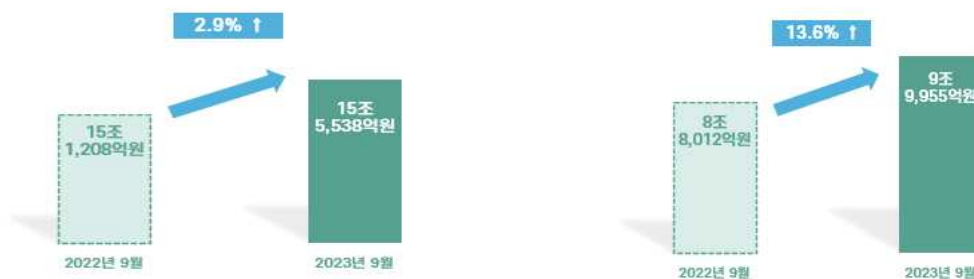 2.9% ↑
15조
1,208억원
15조
5,538억원
2022년 9월
2023년 9월
13.6% ↑
8조
8,012억원
9조
9,955억원
2022년 9월
2023년 9월